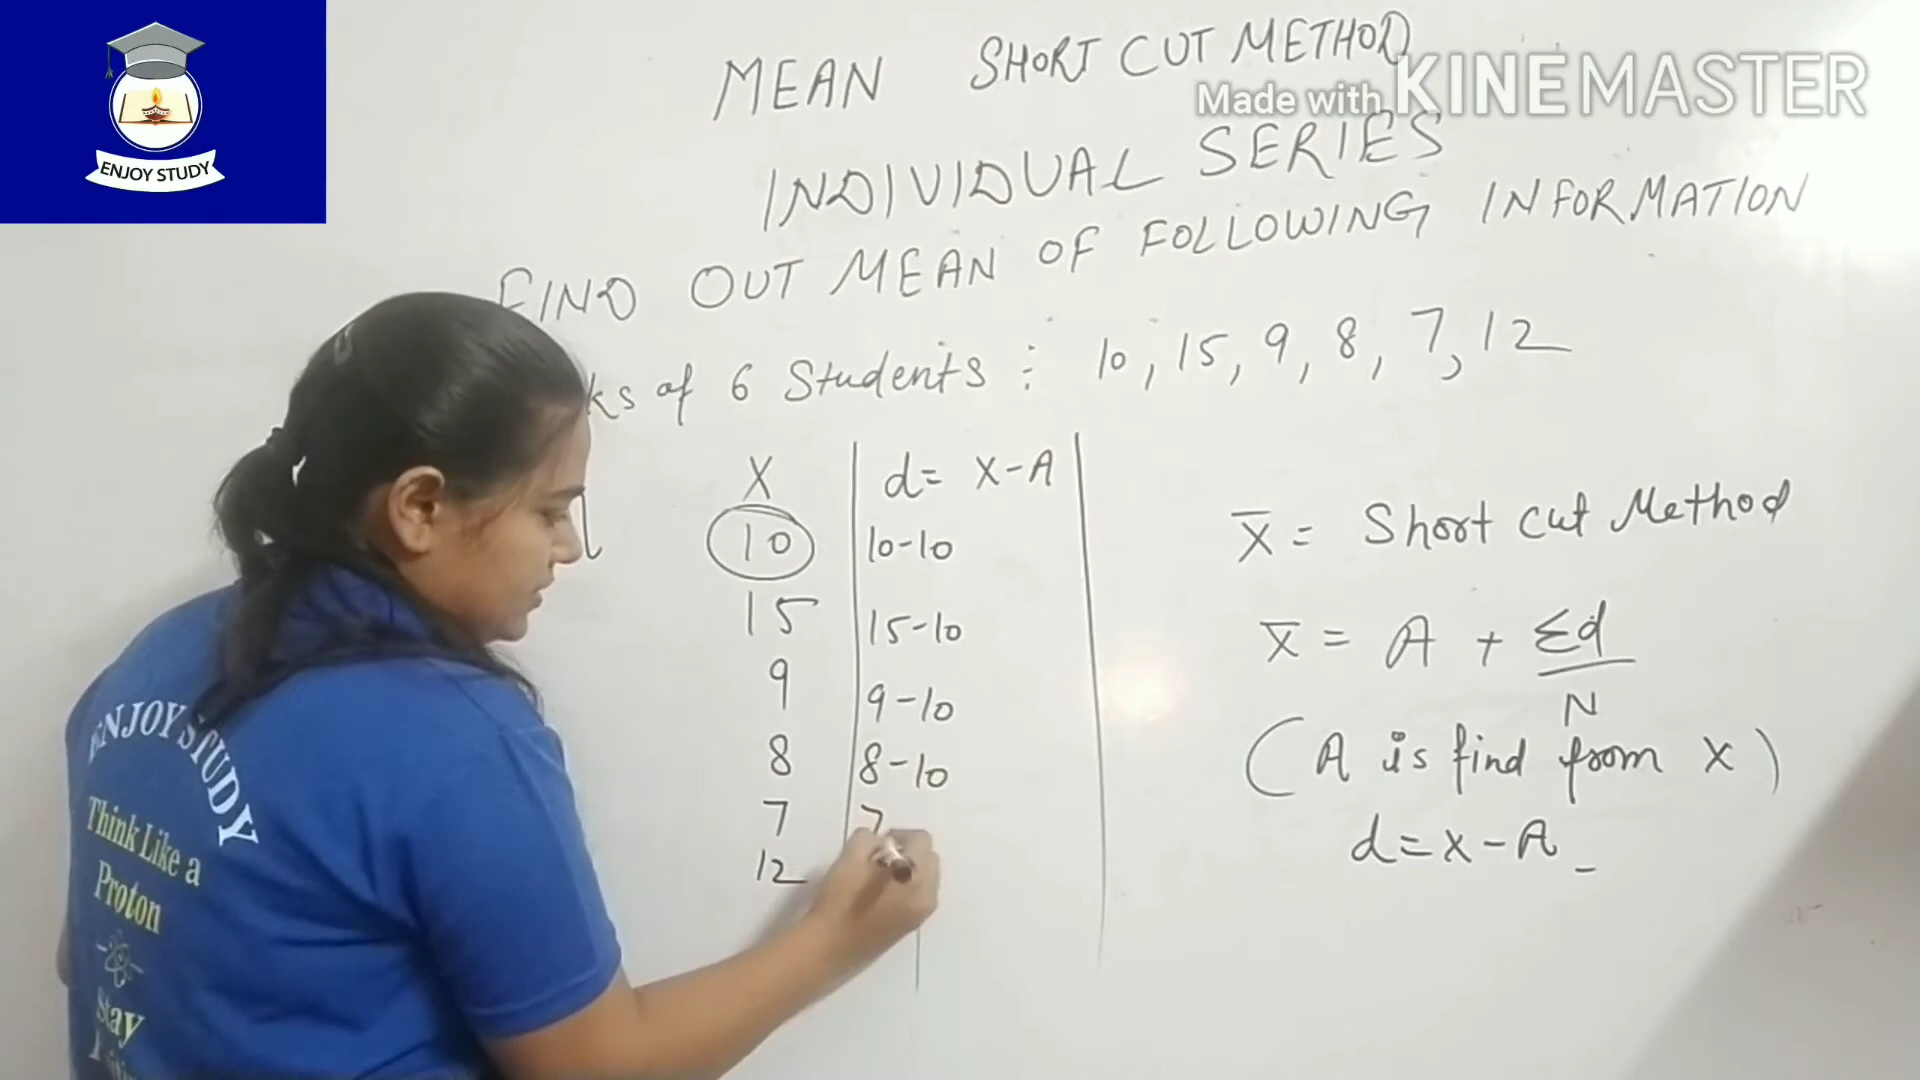 ENJOY STUDY
Made with KINEMASTER
MEAN SHORT CUT METHOD
INDIVIDUAL SERIES
FIND OUT MEAN OF FOLLOWING INFORMATION
ks of 6 Students : 10, 15, 9, 8, 7, 12
X d= X-A
10 10-10
15 15-10
9 9-10
8 8-10
7 7
12
X̄ = Short cut Method
X̄ = A + Σd
N
(A is find from X)
d=x-A
ENJOY STUDY
Think Like a
Proton
Stay